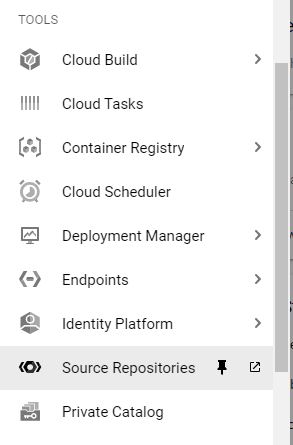 TOOLS
Cloud Build
Cloud Tasks
Container Registry
Cloud Scheduler
Deployment Manager
Endpoints
Identity Platform
Source Repositories
Private Catalog